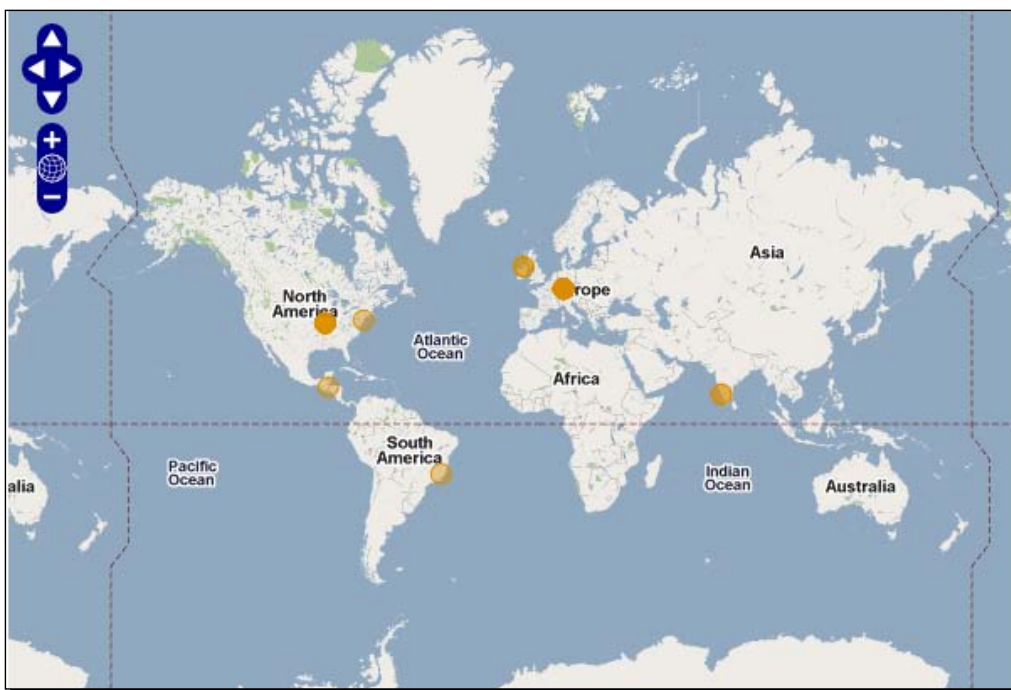 Asia
North
America
rope
Atlantic
Ocean
Africa
South
America
Pacific
Ocean
Indian
Ocean
alia
Australia